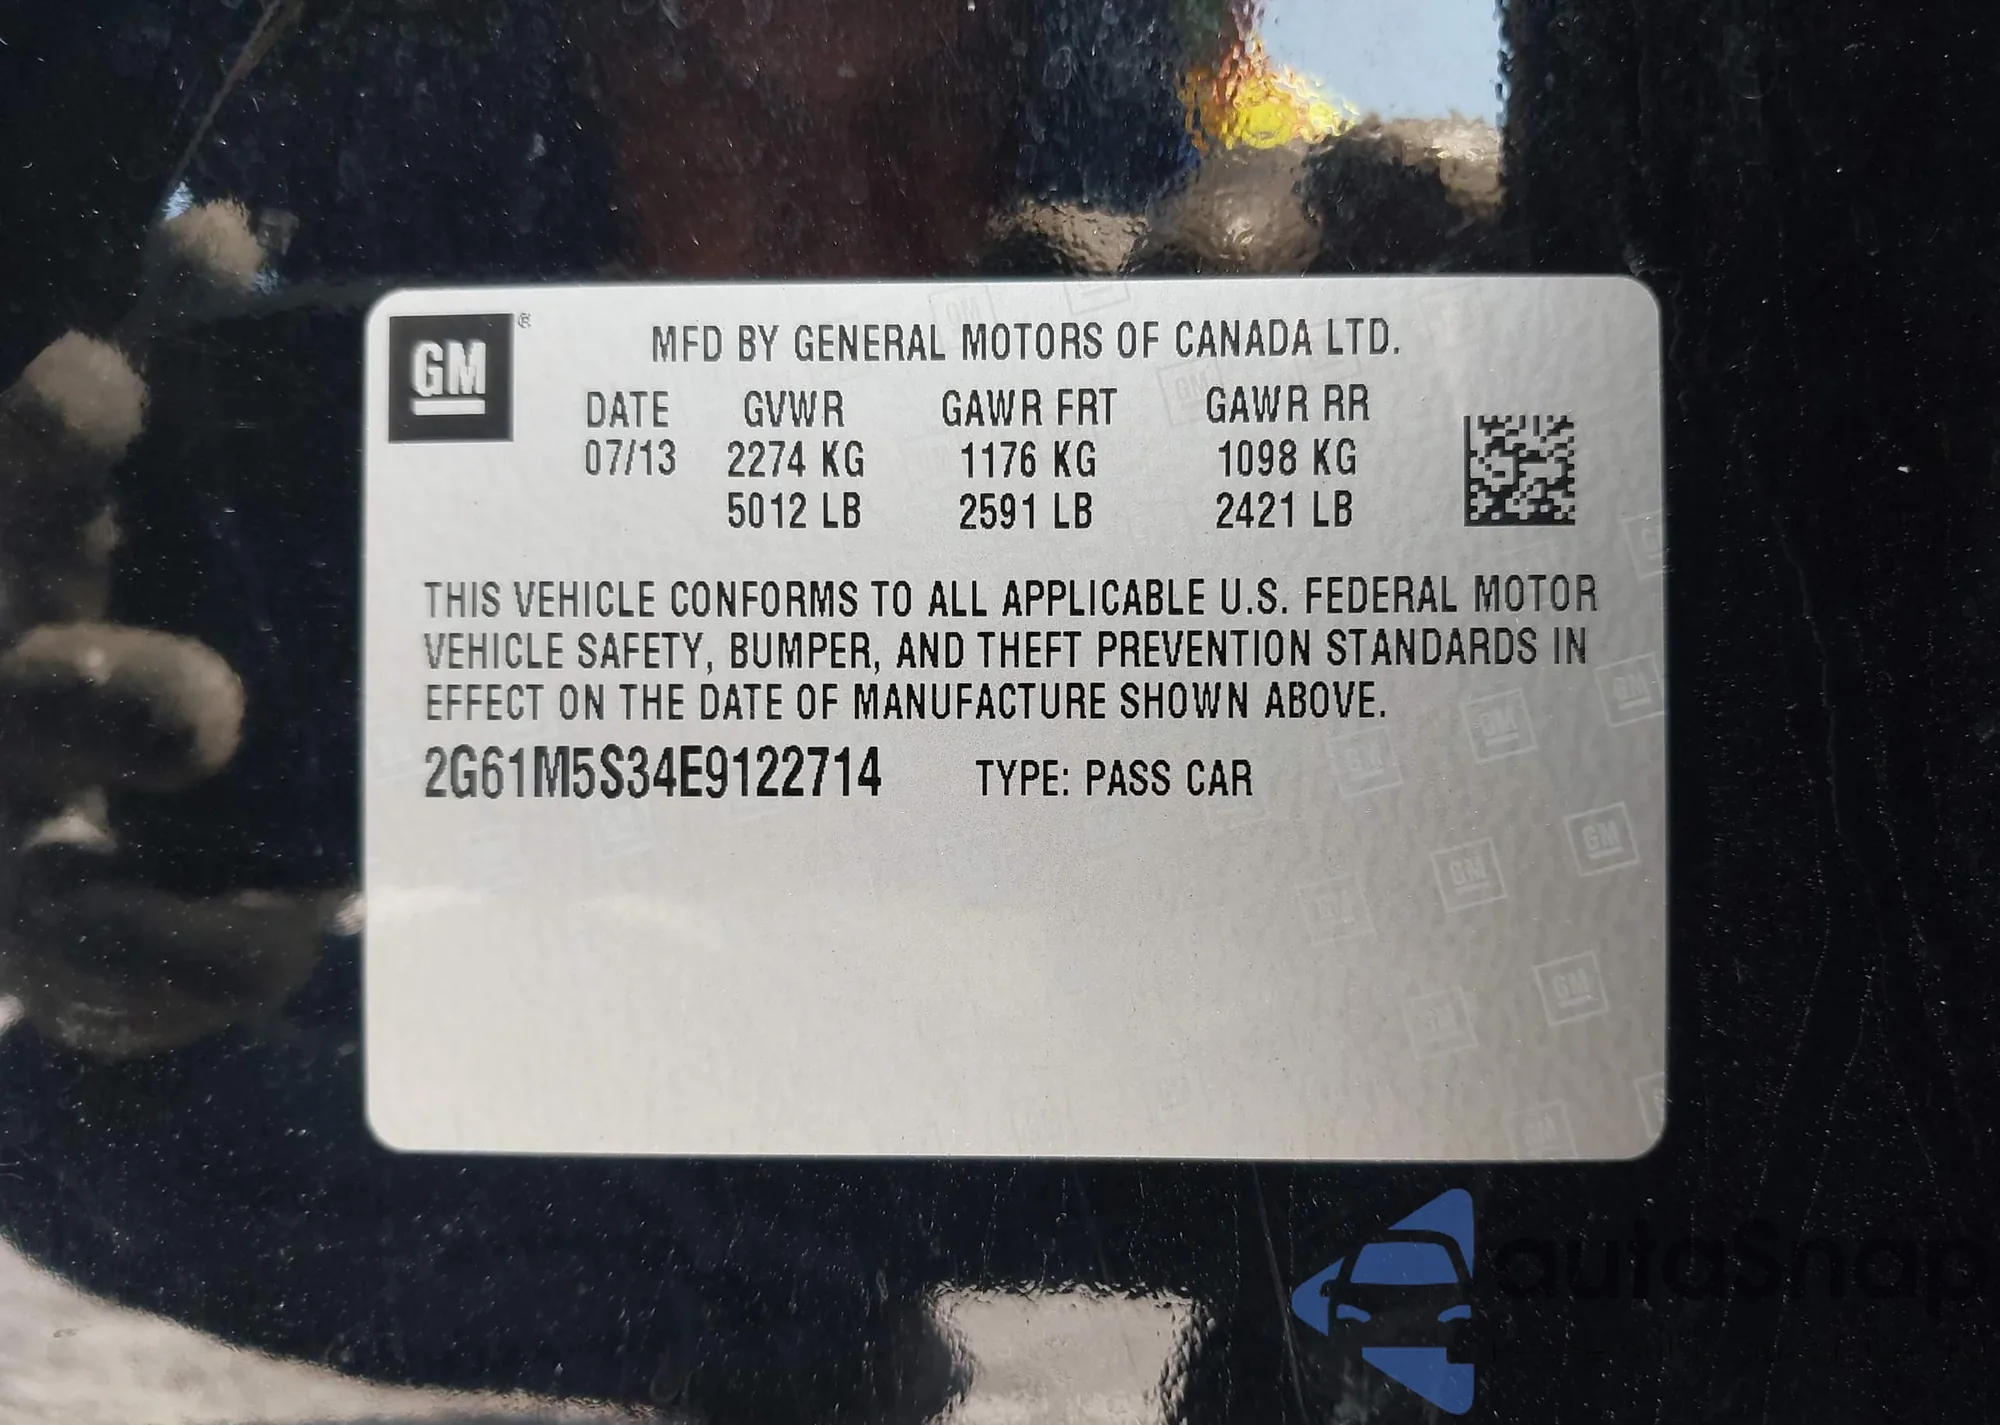 GM ®
MFD BY GENERAL MOTORS OF CANADA LTD.
DATE GVWR GAWR FRT GAWR RR
07/13 2274 KG 1176 KG 1098 KG
5012 LB 2591 LB 2421 LB
THIS VEHICLE CONFORMS TO ALL APPLICABLE U.S. FEDERAL MOTOR
VEHICLE SAFETY, BUMPER, AND THEFT PREVENTION STANDARDS IN
EFFECT ON THE DATE OF MANUFACTURE SHOWN ABOVE.
2G61M5S34E9122714 TYPE: PASS CAR
autoSnap